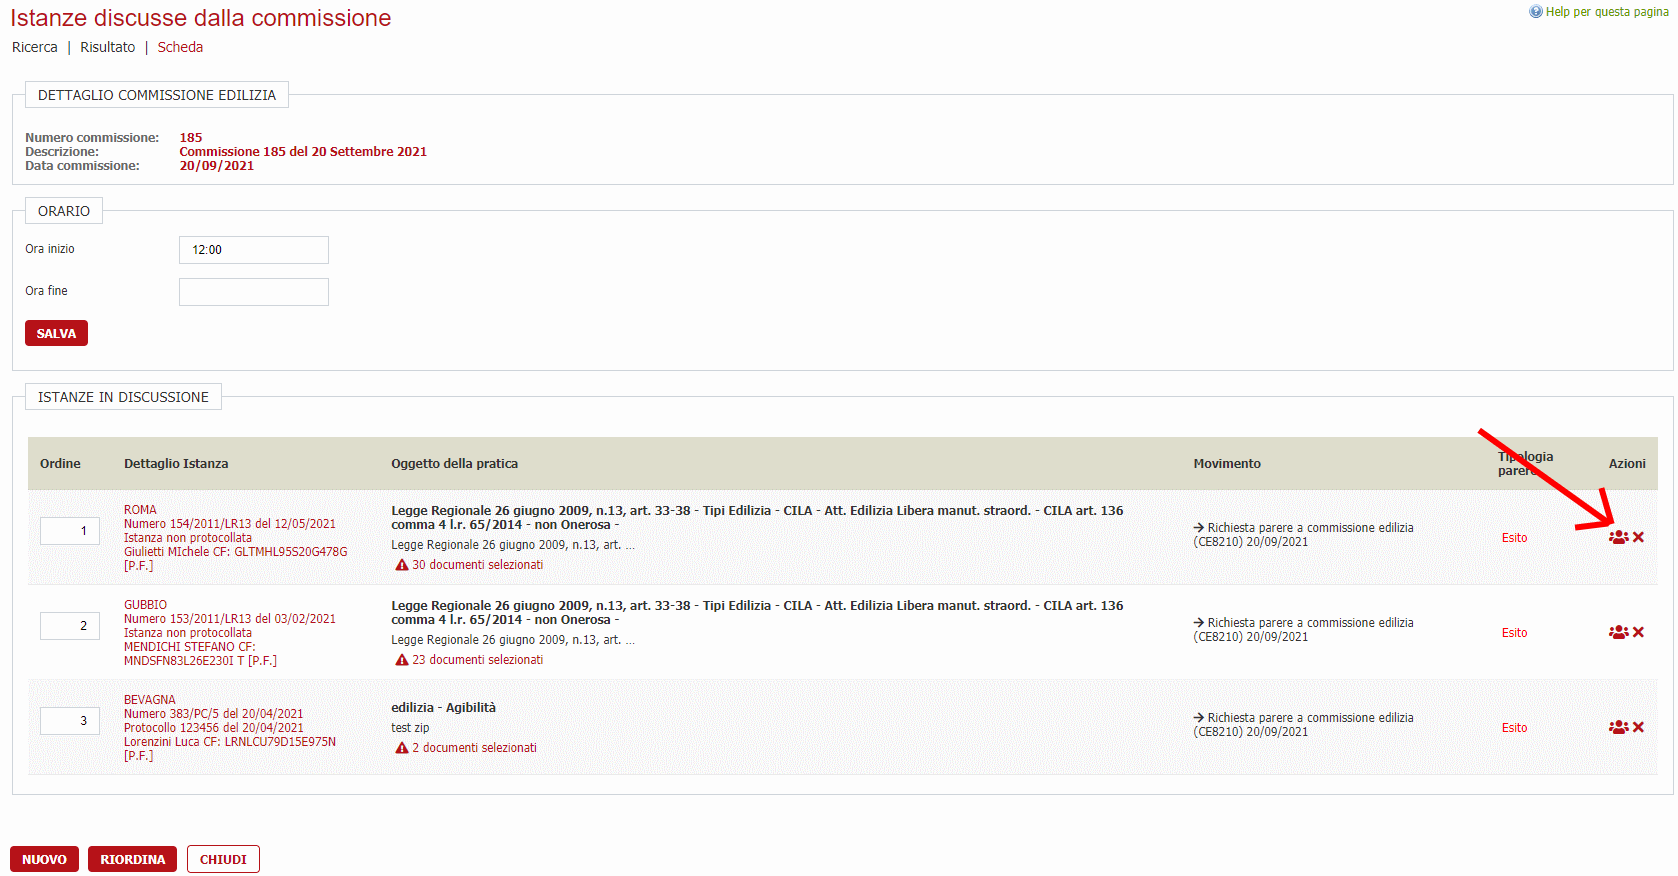 Istanze discusse dalla commissione
Help per questa pagina
Ricerca | Risultato | Scheda
DETTAGLIO COMMISSIONE EDILIZIA
Numero commissione: 185
Descrizione: Commissione 185 del 20 Settembre 2021
Data commissione: 20/09/2021
ORARIO
Ora inizio 12:00
Ora fine
SALVA
ISTANZE IN DISCUSSIONE
Ordine Dettaglio Istanza Oggetto della pratica Movimento Tipologia parere Azioni
1
ROMA
Numero 154/2011/LR13 del 12/05/2021
Istanza non protocollata
Giulietti MIchele CF: GLTMHL95S20G478G
[P.F.]
Legge Regionale 26 giugno 2009, n.13, art. 33-38 - Tipi Edilizia - CILA - Att. Edilizia Libera manut. straord. - CILA art. 136
comma 4 l.r. 65/2014 - non Onerosa -
Legge Regionale 26 giugno 2009, n.13, art. ...
30 documenti selezionati
Richiesta parere a commissione edilizia
(CE8210) 20/09/2021
Esito
2
GUBBIO
Numero 153/2011/LR13 del 03/02/2021
Istanza non protocollata
MENDICHI STEFANO CF:
MNDSFN83L26E230I T [P.F.]
Legge Regionale 26 giugno 2009, n.13, art. 33-38 - Tipi Edilizia - CILA - Att. Edilizia Libera manut. straord. - CILA art. 136
comma 4 l.r. 65/2014 - non Onerosa -
Legge Regionale 26 giugno 2009, n.13, art. ...
23 documenti selezionati
Richiesta parere a commissione edilizia
(CE8210) 20/09/2021
Esito
3
BEVAGNA
Numero 383/PC/5 del 20/04/2021
Protocollo 123456 del 20/04/2021
Lorenzini Luca CF: LRNLCU79D15E975N
[P.F.]
edilizia - Agibilità
test zip
2 documenti selezionati
Richiesta parere a commissione edilizia
(CE8210) 20/09/2021
Esito
NUOVO RIORDINA CHIUDI